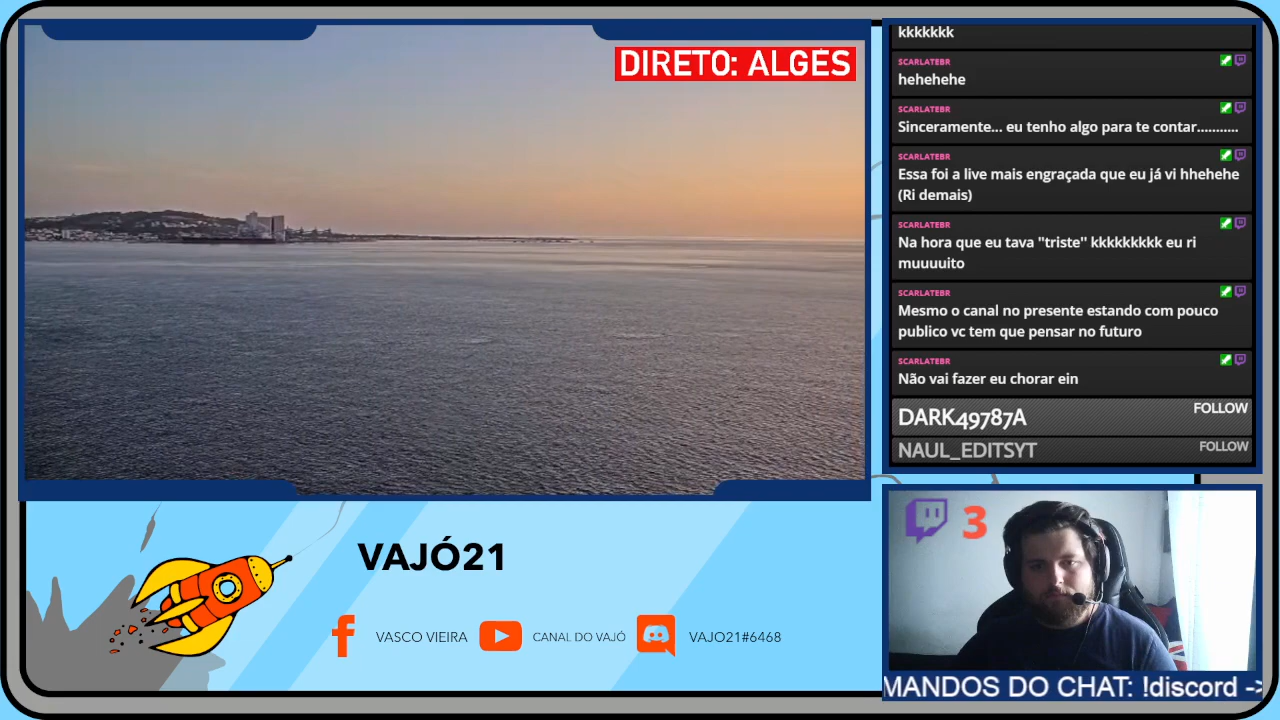 DIRETO: ALGÉS
kkkkkkk
SCARLATEBR
hehehehe
SCARLATEBR
Sinceramente... eu tenho algo para te contar...........
SCARLATEBR
Essa foi a live mais engraçada que eu já vi hhehehe
(Ri demais)
SCARLATEBR
Na hora que eu tava "triste" kkkkkkkkk eu ri
muuuuito
SCARLATEBR
Mesmo o canal no presente estando com pouco
publico vc tem que pensar no futuro
SCARLATEBR
Não vai fazer eu chorar ein
DARK49787A FOLLOW
NAUL_EDITSYT FOLLOW
3
VAJÓ21
VASCO VIEIRA CANAL DO VAJÓ VAJO21#6468
MANDOS DO CHAT: !discord ->